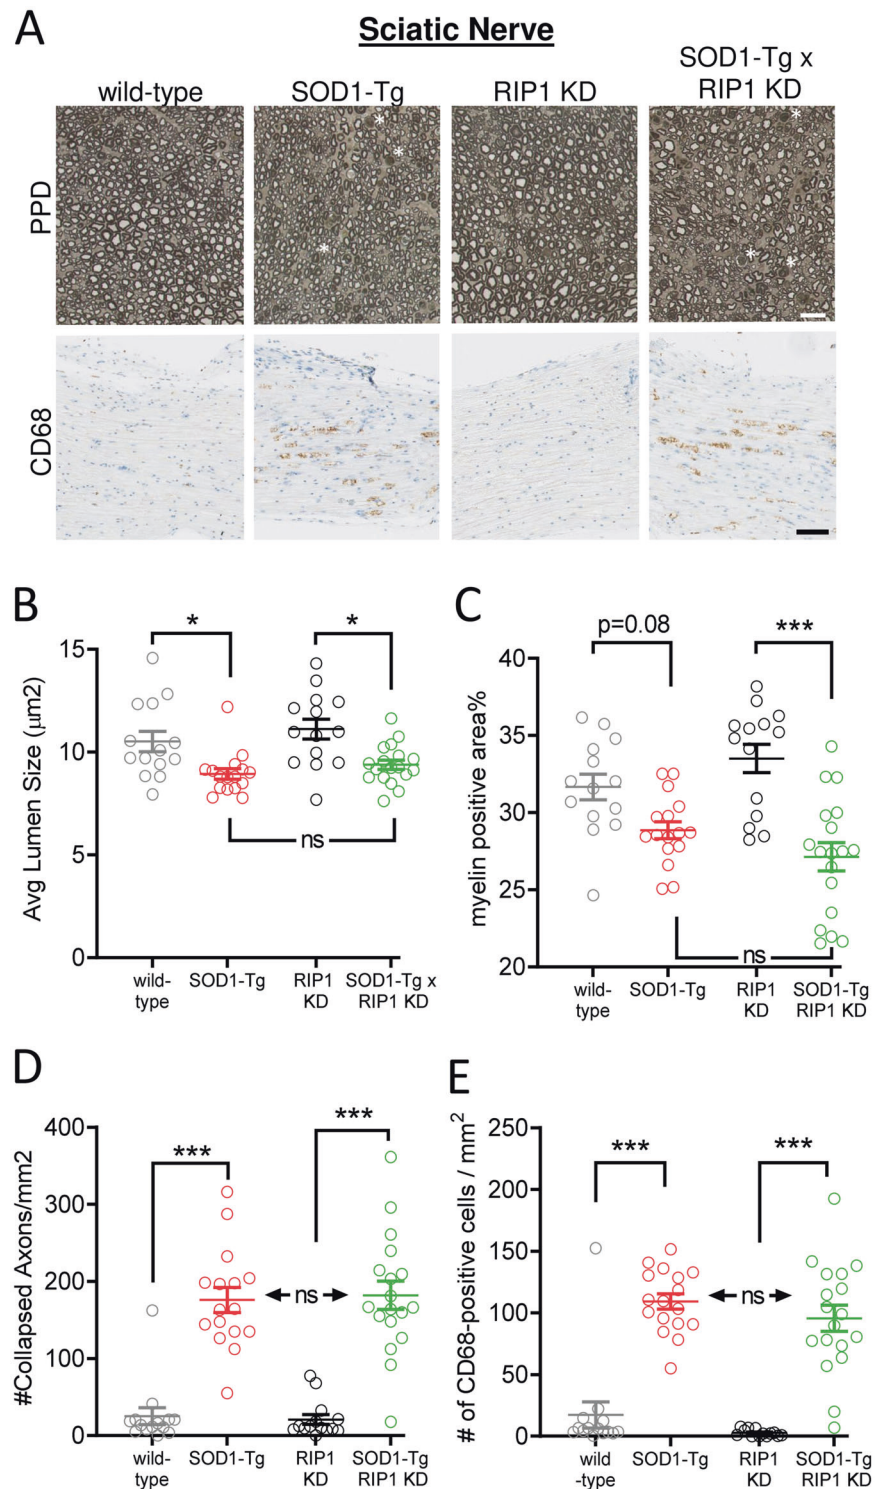 A
Sciatic Nerve
wild-type
SOD1-Tg
RIP1 KD
SOD1-Tg x
RIP1 KD
PPD
*
*
*
*
*
*
CD68
B
*
*
15
10
5
0
Avg Lumen Size (μm2)
ns
wild-
type
SOD1-Tg
RIP1
KD
SOD1-Tg x
RIP1 KD
C
p=0.08
***
40
35
30
25
20
myelin positive area%
ns
wild-
type
SOD1-Tg
RIP1
KD
SOD1-Tg
RIP1 KD
D
***
***
400
300
200
100
0
#Collapsed Axons/mm2
ns
wild-
type
SOD1-Tg
RIP1
KD
SOD1-Tg
RIP1 KD
E
***
***
250
200
150
100
50
0
# of CD68-positive cells / mm2
ns
wild
-type
SOD1-Tg
RIP1
KD
SOD1-Tg
RIP1 KD